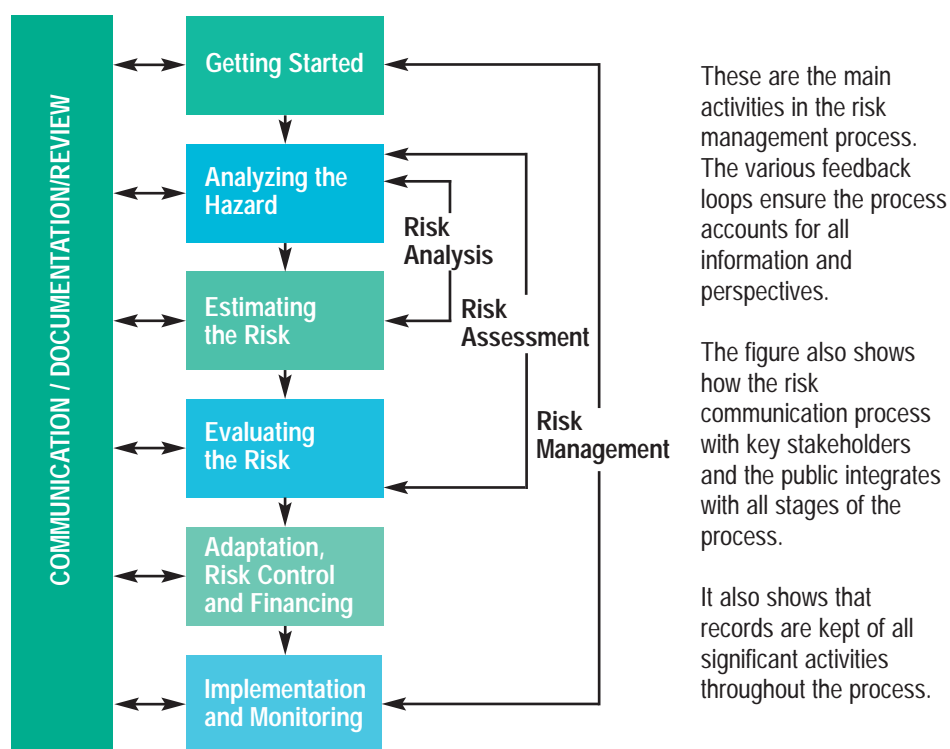 COMMUNICATION / DOCUMENTATION/REVIEW
Getting Started
Analyzing the
Hazard
Estimating
the Risk
Evaluating
the Risk
Adaptation,
Risk Control
and Financing
Implementation
and Monitoring
Risk
Analysis
Risk
Assessment
Risk
Management
These are the main
activities in the risk
management process.
The various feedback
loops ensure the process
accounts for all
information and
perspectives.
The figure also shows
how the risk
communication process
with key stakeholders
and the public integrates
with all stages of the
process.
It also shows that
records are kept of all
significant activities
throughout the process.